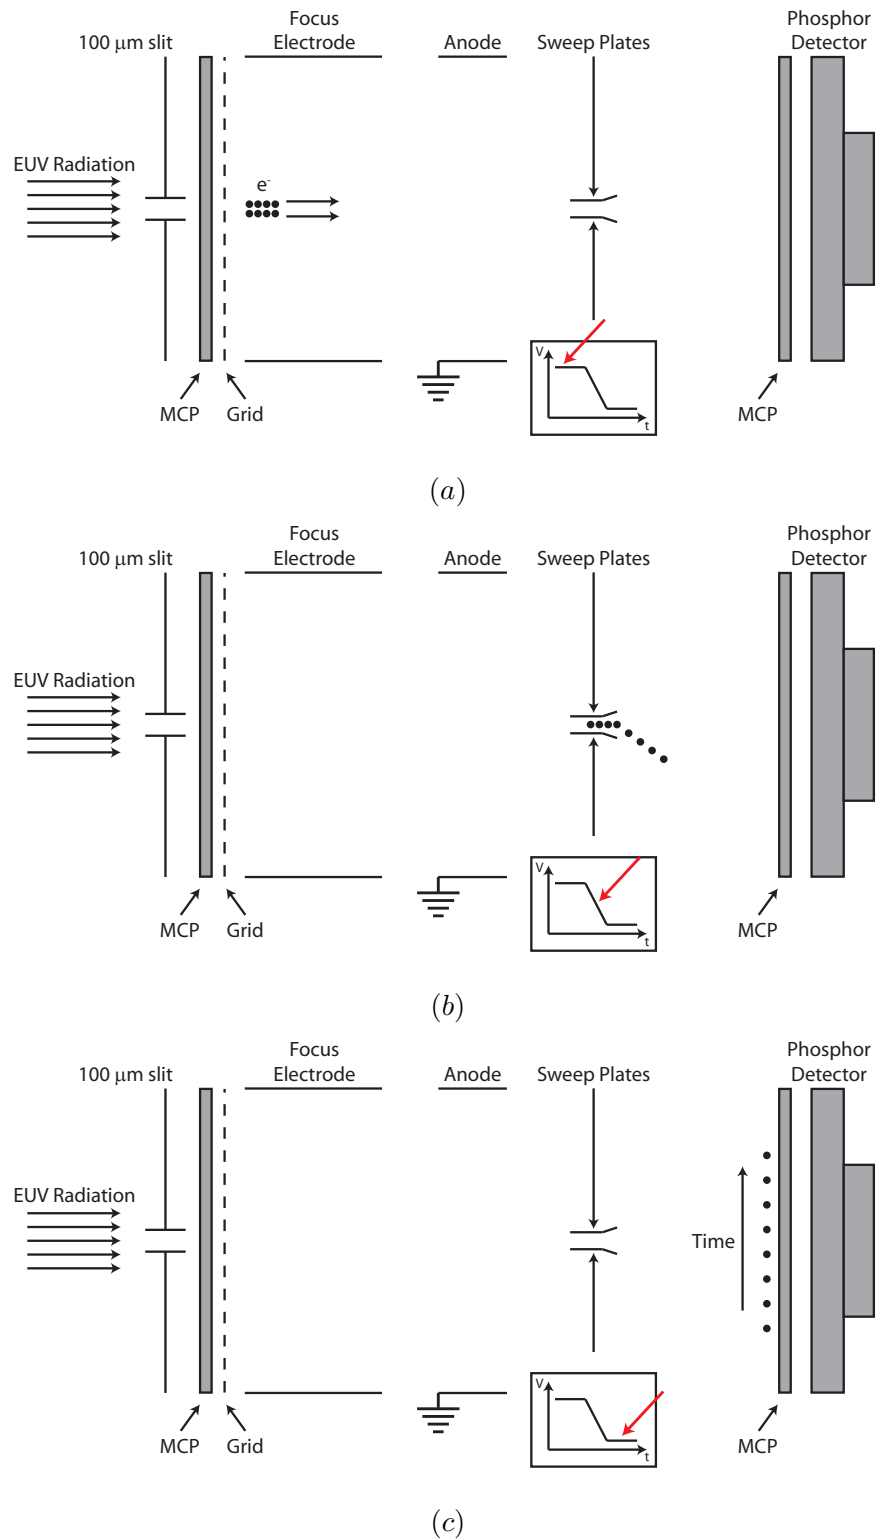 Focus
Electrode
Phosphor
Detector
100 µm slit
Anode
Sweep Plates
EUV Radiation
e-
V
t
MCP
Grid
MCP
(a)
Focus
Electrode
Phosphor
Detector
100 µm slit
Anode
Sweep Plates
EUV Radiation
V
t
MCP
Grid
MCP
(b)
Focus
Electrode
Phosphor
Detector
100 µm slit
Anode
Sweep Plates
EUV Radiation
Time
V
t
MCP
Grid
MCP
(c)